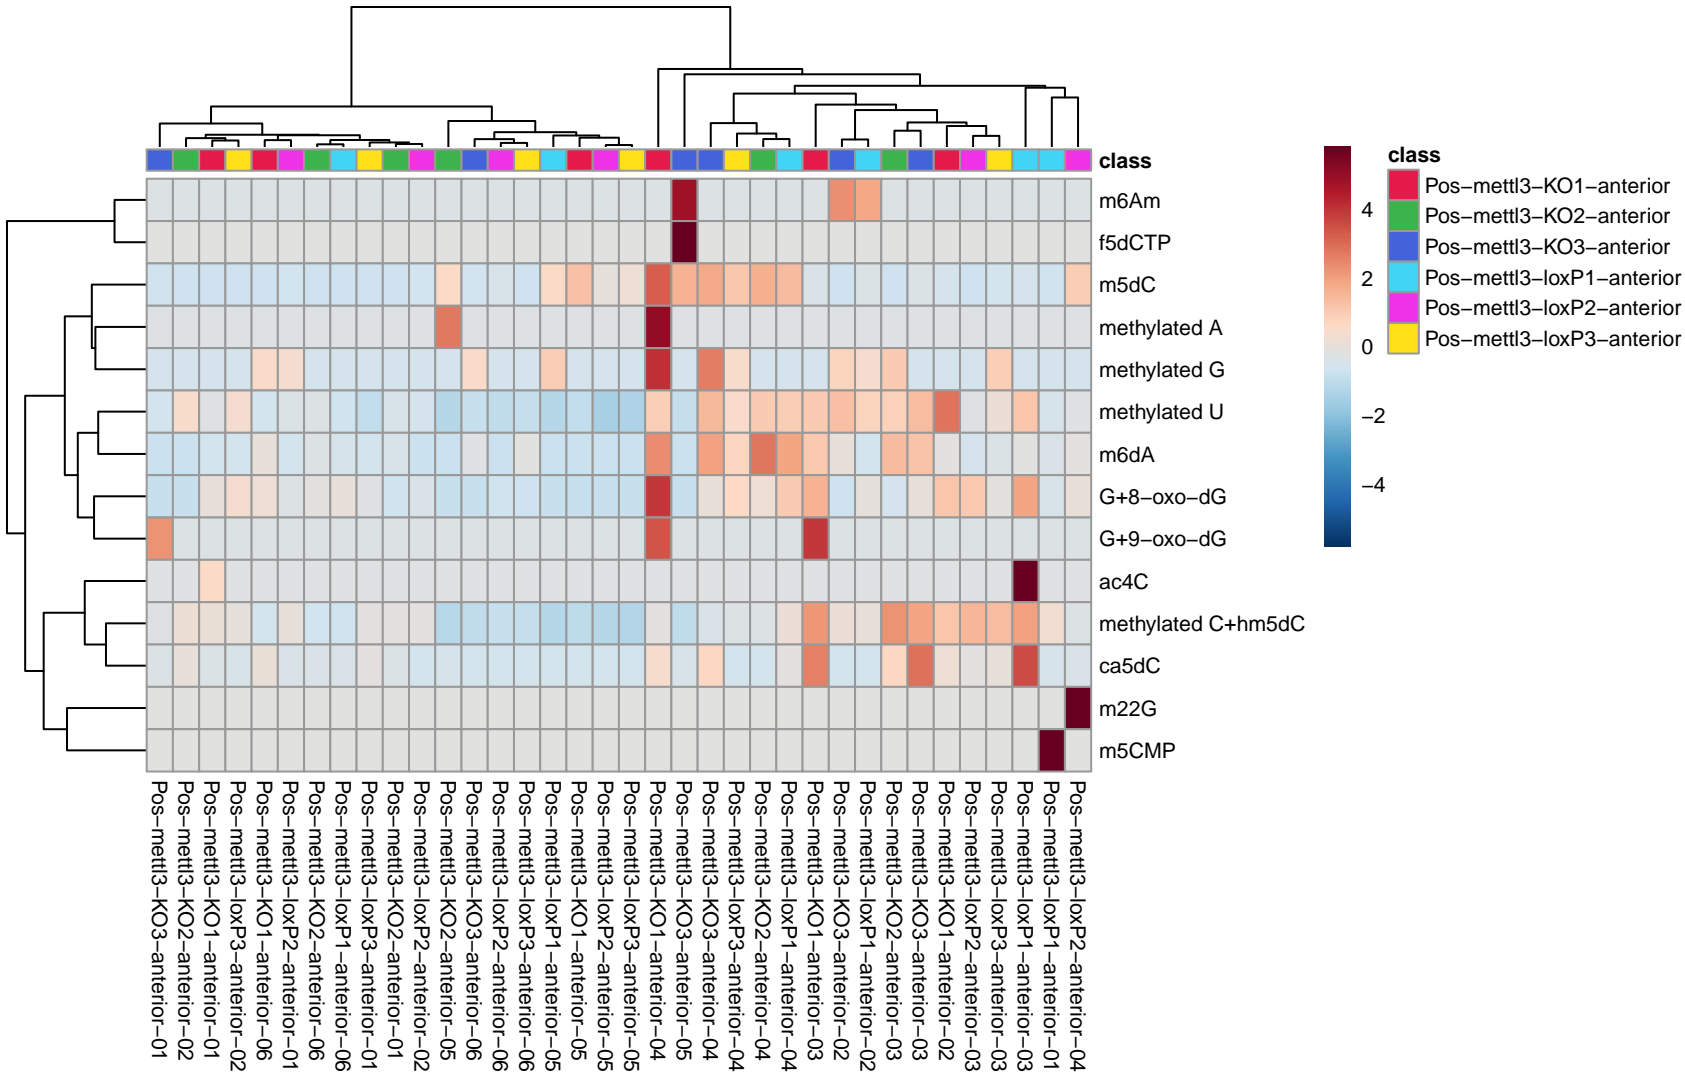 class
m6Am
f5dCTP
m5dC
methylated A
methylated G
methylated U
m6dA
G+8−oxo−dG
G+9−oxo−dG
ac4C
methylated C+hm5dC
ca5dC
m22G
m5CMP
4
2
0
−2
−4
class
Pos−mettl3−KO1−anterior
Pos−mettl3−KO2−anterior
Pos−mettl3−KO3−anterior
Pos−mettl3−loxP1−anterior
Pos−mettl3−loxP2−anterior
Pos−mettl3−loxP3−anterior
Pos−mettl3−KO3−anterior−01
Pos−mettl3−KO2−anterior−02
Pos−mettl3−KO1−anterior−01
Pos−mettl3−loxP3−anterior−02
Pos−mettl3−KO1−anterior−06
Pos−mettl3−loxP2−anterior−01
Pos−mettl3−KO2−anterior−06
Pos−mettl3−loxP1−anterior−06
Pos−mettl3−loxP3−anterior−01
Pos−mettl3−KO2−anterior−01
Pos−mettl3−loxP2−anterior−02
Pos−mettl3−KO2−anterior−05
Pos−mettl3−KO3−anterior−06
Pos−mettl3−loxP2−anterior−06
Pos−mettl3−loxP3−anterior−06
Pos−mettl3−loxP1−anterior−05
Pos−mettl3−KO1−anterior−05
Pos−mettl3−loxP2−anterior−05
Pos−mettl3−loxP3−anterior−05
Pos−mettl3−KO1−anterior−04
Pos−mettl3−KO3−anterior−05
Pos−mettl3−KO3−anterior−04
Pos−mettl3−loxP3−anterior−04
Pos−mettl3−KO2−anterior−04
Pos−mettl3−loxP1−anterior−04
Pos−mettl3−KO1−anterior−03
Pos−mettl3−KO3−anterior−02
Pos−mettl3−loxP1−anterior−02
Pos−mettl3−KO2−anterior−03
Pos−mettl3−KO3−anterior−03
Pos−mettl3−KO1−anterior−02
Pos−mettl3−loxP2−anterior−03
Pos−mettl3−loxP3−anterior−03
Pos−mettl3−loxP1−anterior−03
Pos−mettl3−loxP1−anterior−01
Pos−mettl3−loxP2−anterior−04